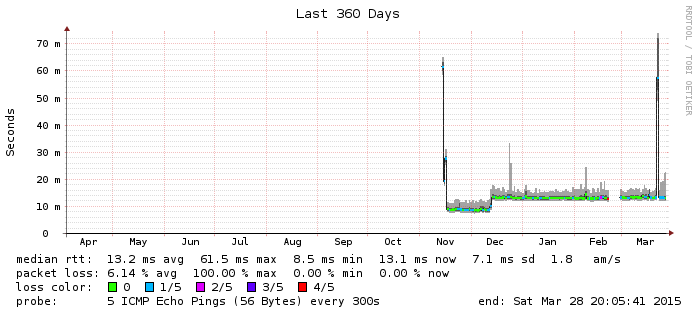 Last 360 Days
RRDTOOL / TOBI OETIKER
Seconds
70 m
60 m
50 m
40 m
30 m
20 m
10 m
0
Apr May Jun Jul Aug Sep Oct Nov Dec Jan Feb Mar
median rtt: 13.2 ms avg 61.5 ms max 8.5 ms min 13.1 ms now 7.1 ms sd 1.8 am/s
packet loss: 6.14 % avg 100.00 % max 0.00 % min 0.00 % now
loss color: 0 1/5 2/5 3/5 4/5
probe: 5 ICMP Echo Pings (56 Bytes) every 300s end: Sat Mar 28 20:05:41 2015